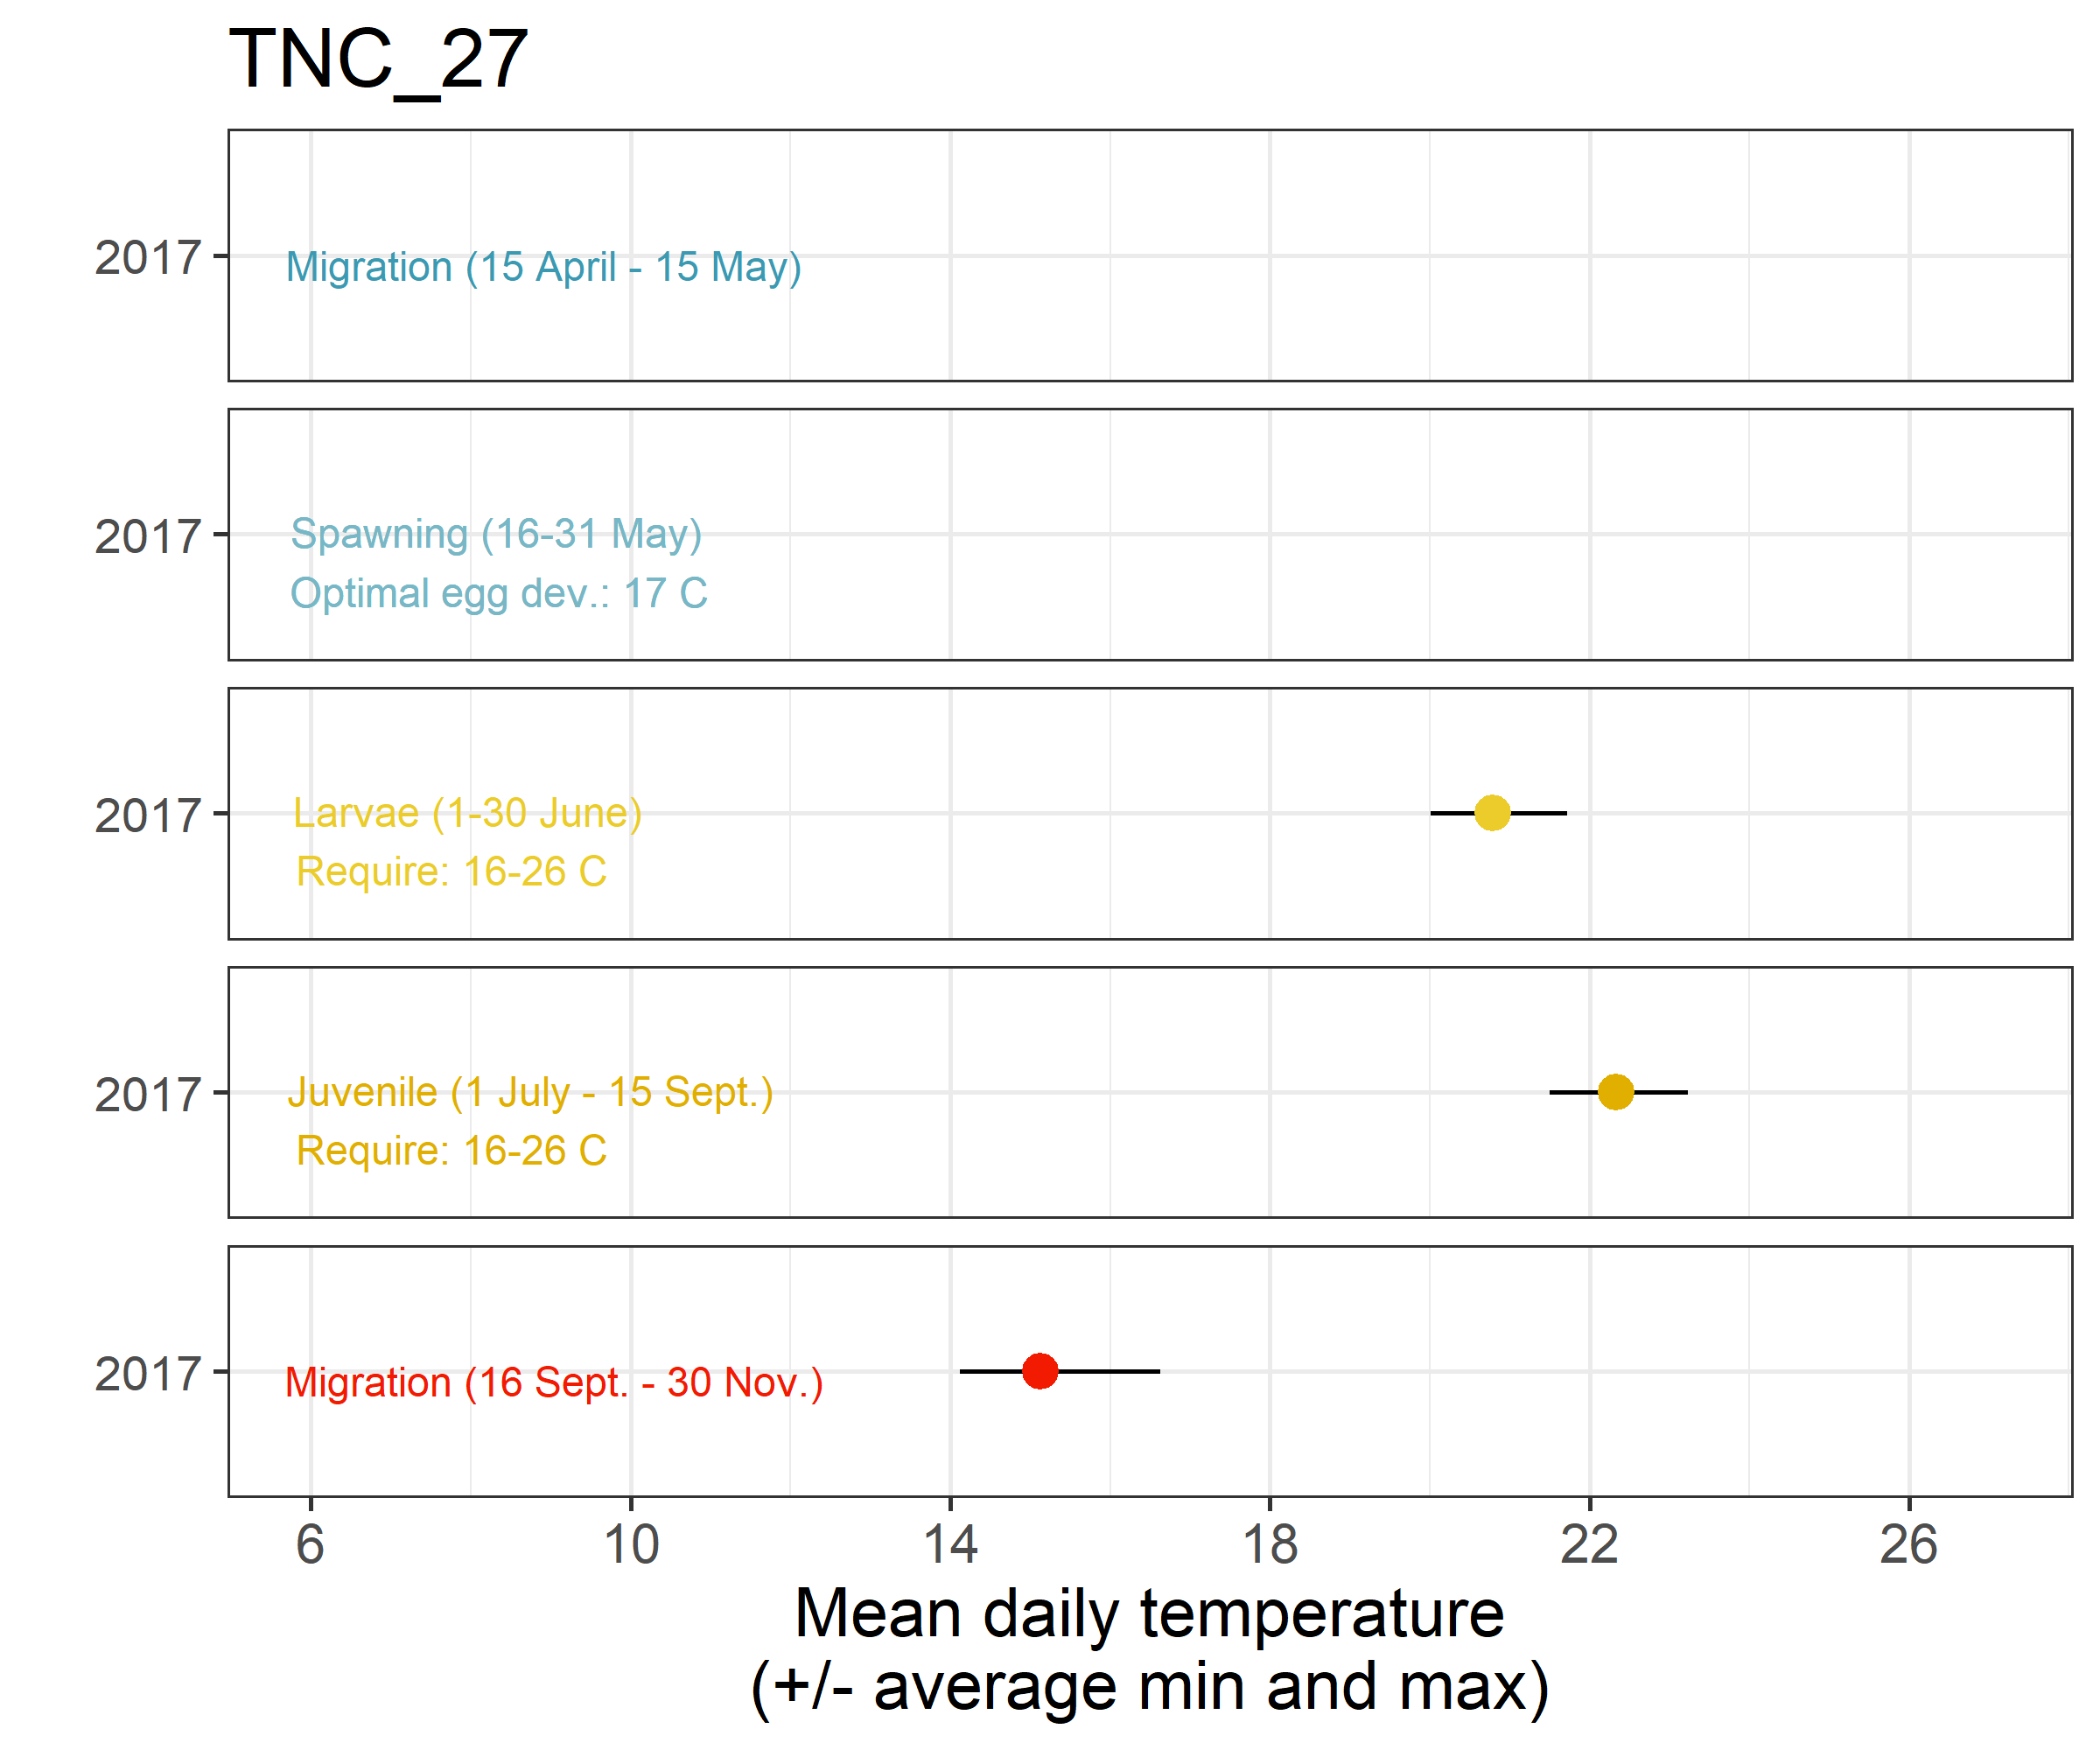 TNC_27
2017
Migration (15 April - 15 May)
2017
Spawning (16-31 May)
Optimal egg dev.: 17 C
2017
Larvae (1-30 June)
Require: 16-26 C
2017
Juvenile (1 July - 15 Sept.)
Require: 16-26 C
2017
Migration (16 Sept. - 30 Nov.)
6 10 14 18 22 26
Mean daily temperature
(+/- average min and max)